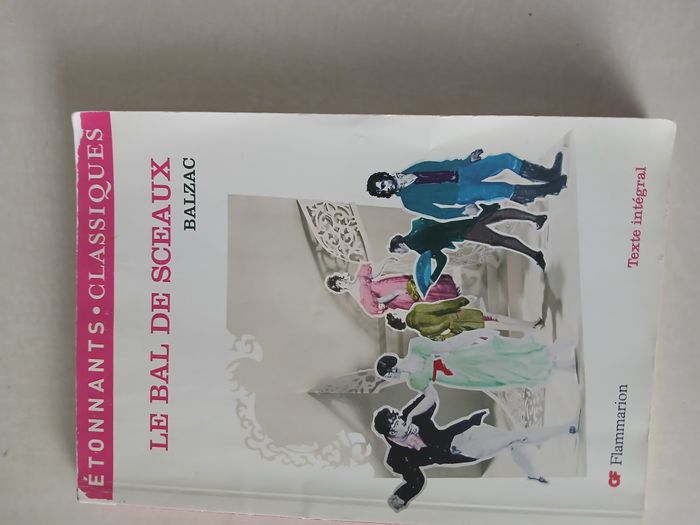 ÉTONNANTS • CLASSIQUES
LE BAL DE SCEAUX
BALZAC
Texte intégral
GF Flammarion